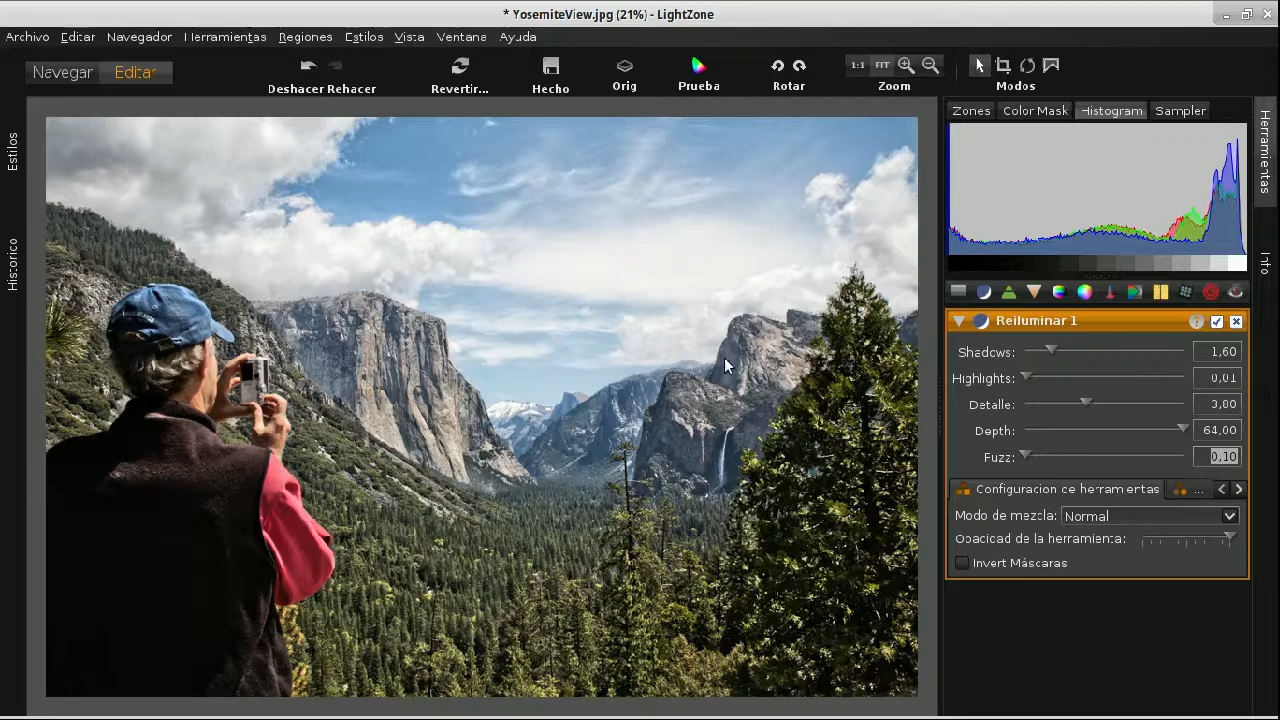 * YosemiteView.jpg (21%) - LightZone
Archivo Editar Navegador Herramientas Regiones Estilos Vista Ventana Ayuda
Navegar Editar
Deshacer Rehacer Revertir... Hecho Orig Prueba Rotar 1:1 FIT Zoom Modos
Estilos
Historico
Zones Color Mask Histogram Sampler
Herramientas
Info
Reiluminar 1 ?
Shadows: 1,60
Highlights: 0,01
Detalle: 3,00
Depth: 64,00
Fuzz: 0,10
Configuracion de herramientas ...
Modo de mezcla: Normal
Opacicad de la herramienta:
Invert Máscaras